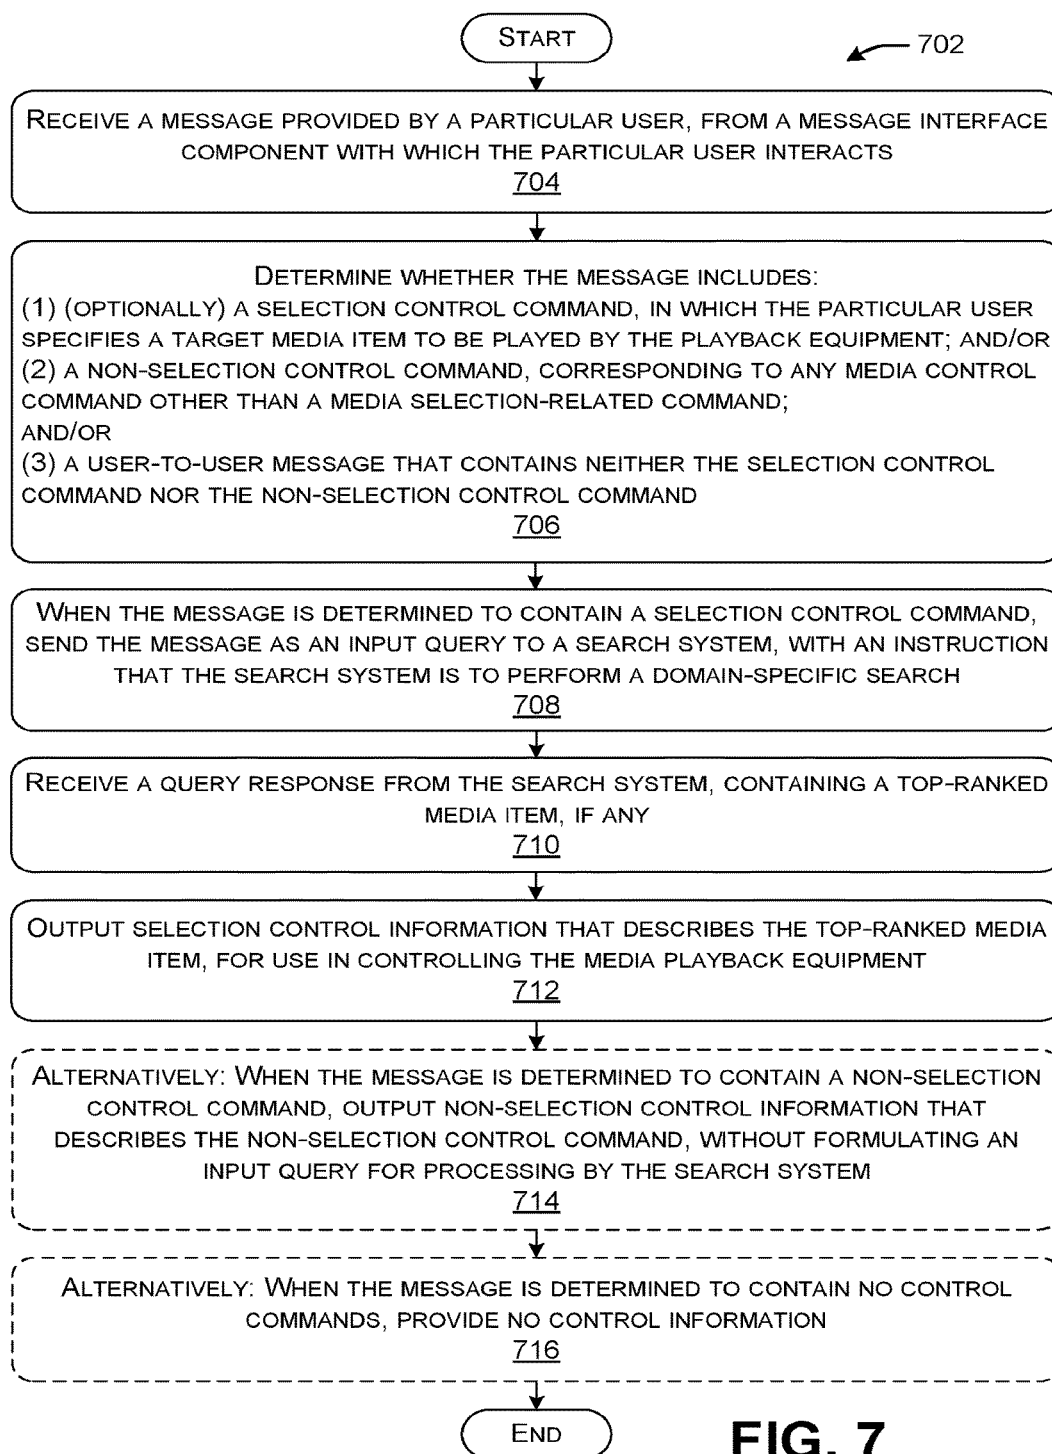 START
702
RECEIVE A MESSAGE PROVIDED BY A PARTICULAR USER, FROM A MESSAGE INTERFACE
COMPONENT WITH WHICH THE PARTICULAR USER INTERACTS
704
DETERMINE WHETHER THE MESSAGE INCLUDES:
(1) (OPTIONALLY) A SELECTION CONTROL COMMAND, IN WHICH THE PARTICULAR USER
SPECIFIES A TARGET MEDIA ITEM TO BE PLAYED BY THE PLAYBACK EQUIPMENT; AND/OR
(2) A NON-SELECTION CONTROL COMMAND, CORRESPONDING TO ANY MEDIA CONTROL
COMMAND OTHER THAN A MEDIA SELECTION-RELATED COMMAND;
AND/OR
(3) A USER-TO-USER MESSAGE THAT CONTAINS NEITHER THE SELECTION CONTROL
COMMAND NOR THE NON-SELECTION CONTROL COMMAND
706
WHEN THE MESSAGE IS DETERMINED TO CONTAIN A SELECTION CONTROL COMMAND,
SEND THE MESSAGE AS AN INPUT QUERY TO A SEARCH SYSTEM, WITH AN INSTRUCTION
THAT THE SEARCH SYSTEM IS TO PERFORM A DOMAIN-SPECIFIC SEARCH
708
RECEIVE A QUERY RESPONSE FROM THE SEARCH SYSTEM, CONTAINING A TOP-RANKED
MEDIA ITEM, IF ANY
710
OUTPUT SELECTION CONTROL INFORMATION THAT DESCRIBES THE TOP-RANKED MEDIA
ITEM, FOR USE IN CONTROLLING THE MEDIA PLAYBACK EQUIPMENT
712
ALTERNATIVELY: WHEN THE MESSAGE IS DETERMINED TO CONTAIN A NON-SELECTION
CONTROL COMMAND, OUTPUT NON-SELECTION CONTROL INFORMATION THAT
DESCRIBES THE NON-SELECTION CONTROL COMMAND, WITHOUT FORMULATING AN
INPUT QUERY FOR PROCESSING BY THE SEARCH SYSTEM
714
ALTERNATIVELY: WHEN THE MESSAGE IS DETERMINED TO CONTAIN NO CONTROL
COMMANDS, PROVIDE NO CONTROL INFORMATION
716
END
FIG. 7